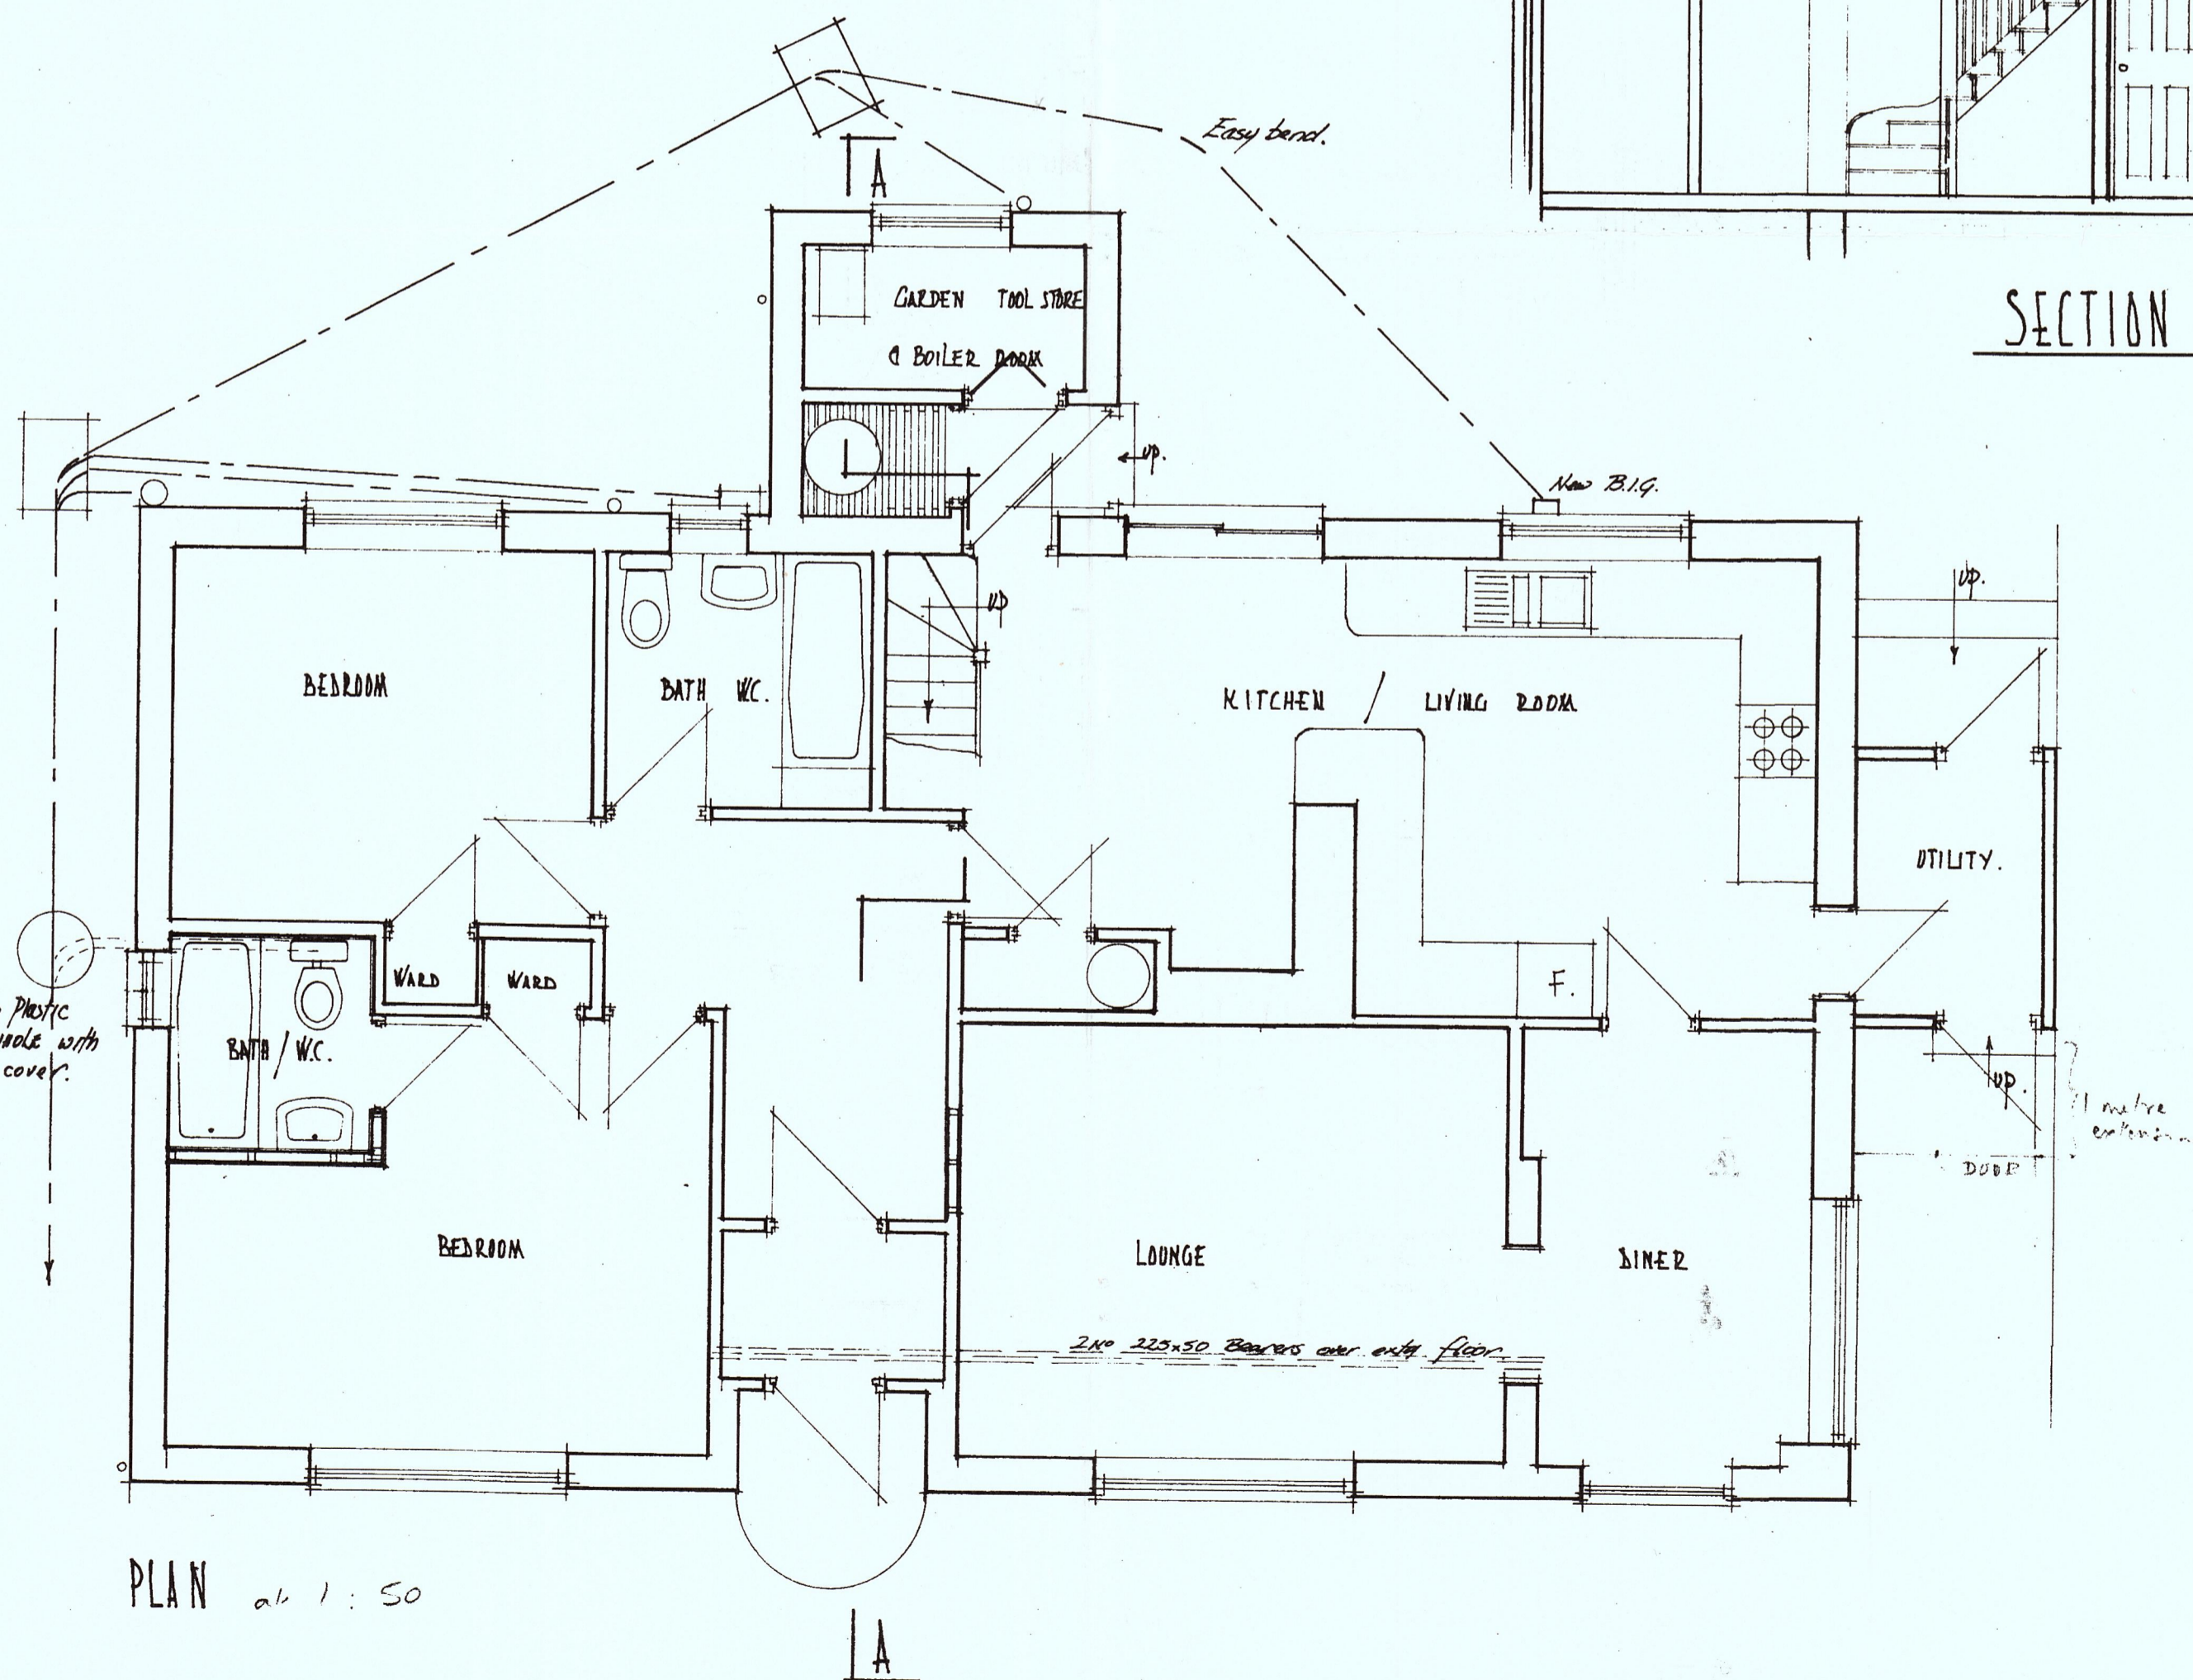 Easy bend.
A
SECTION
GARDEN TOOL STORE
& BOILER ROOM
UP.
New B.I.G.
UP.
UP
BEDROOM
BATH W.C.
KITCHEN / LIVING ROOM
UTILITY.
WARD
WARD
F.
Plastic
with
cover.
BATH / W.C.
UP.
1 metre
DOOR
BEDROOM
LOUNGE
DINER
2No 225x50 Bearers over extg floor
PLAN at 1 : 50
A